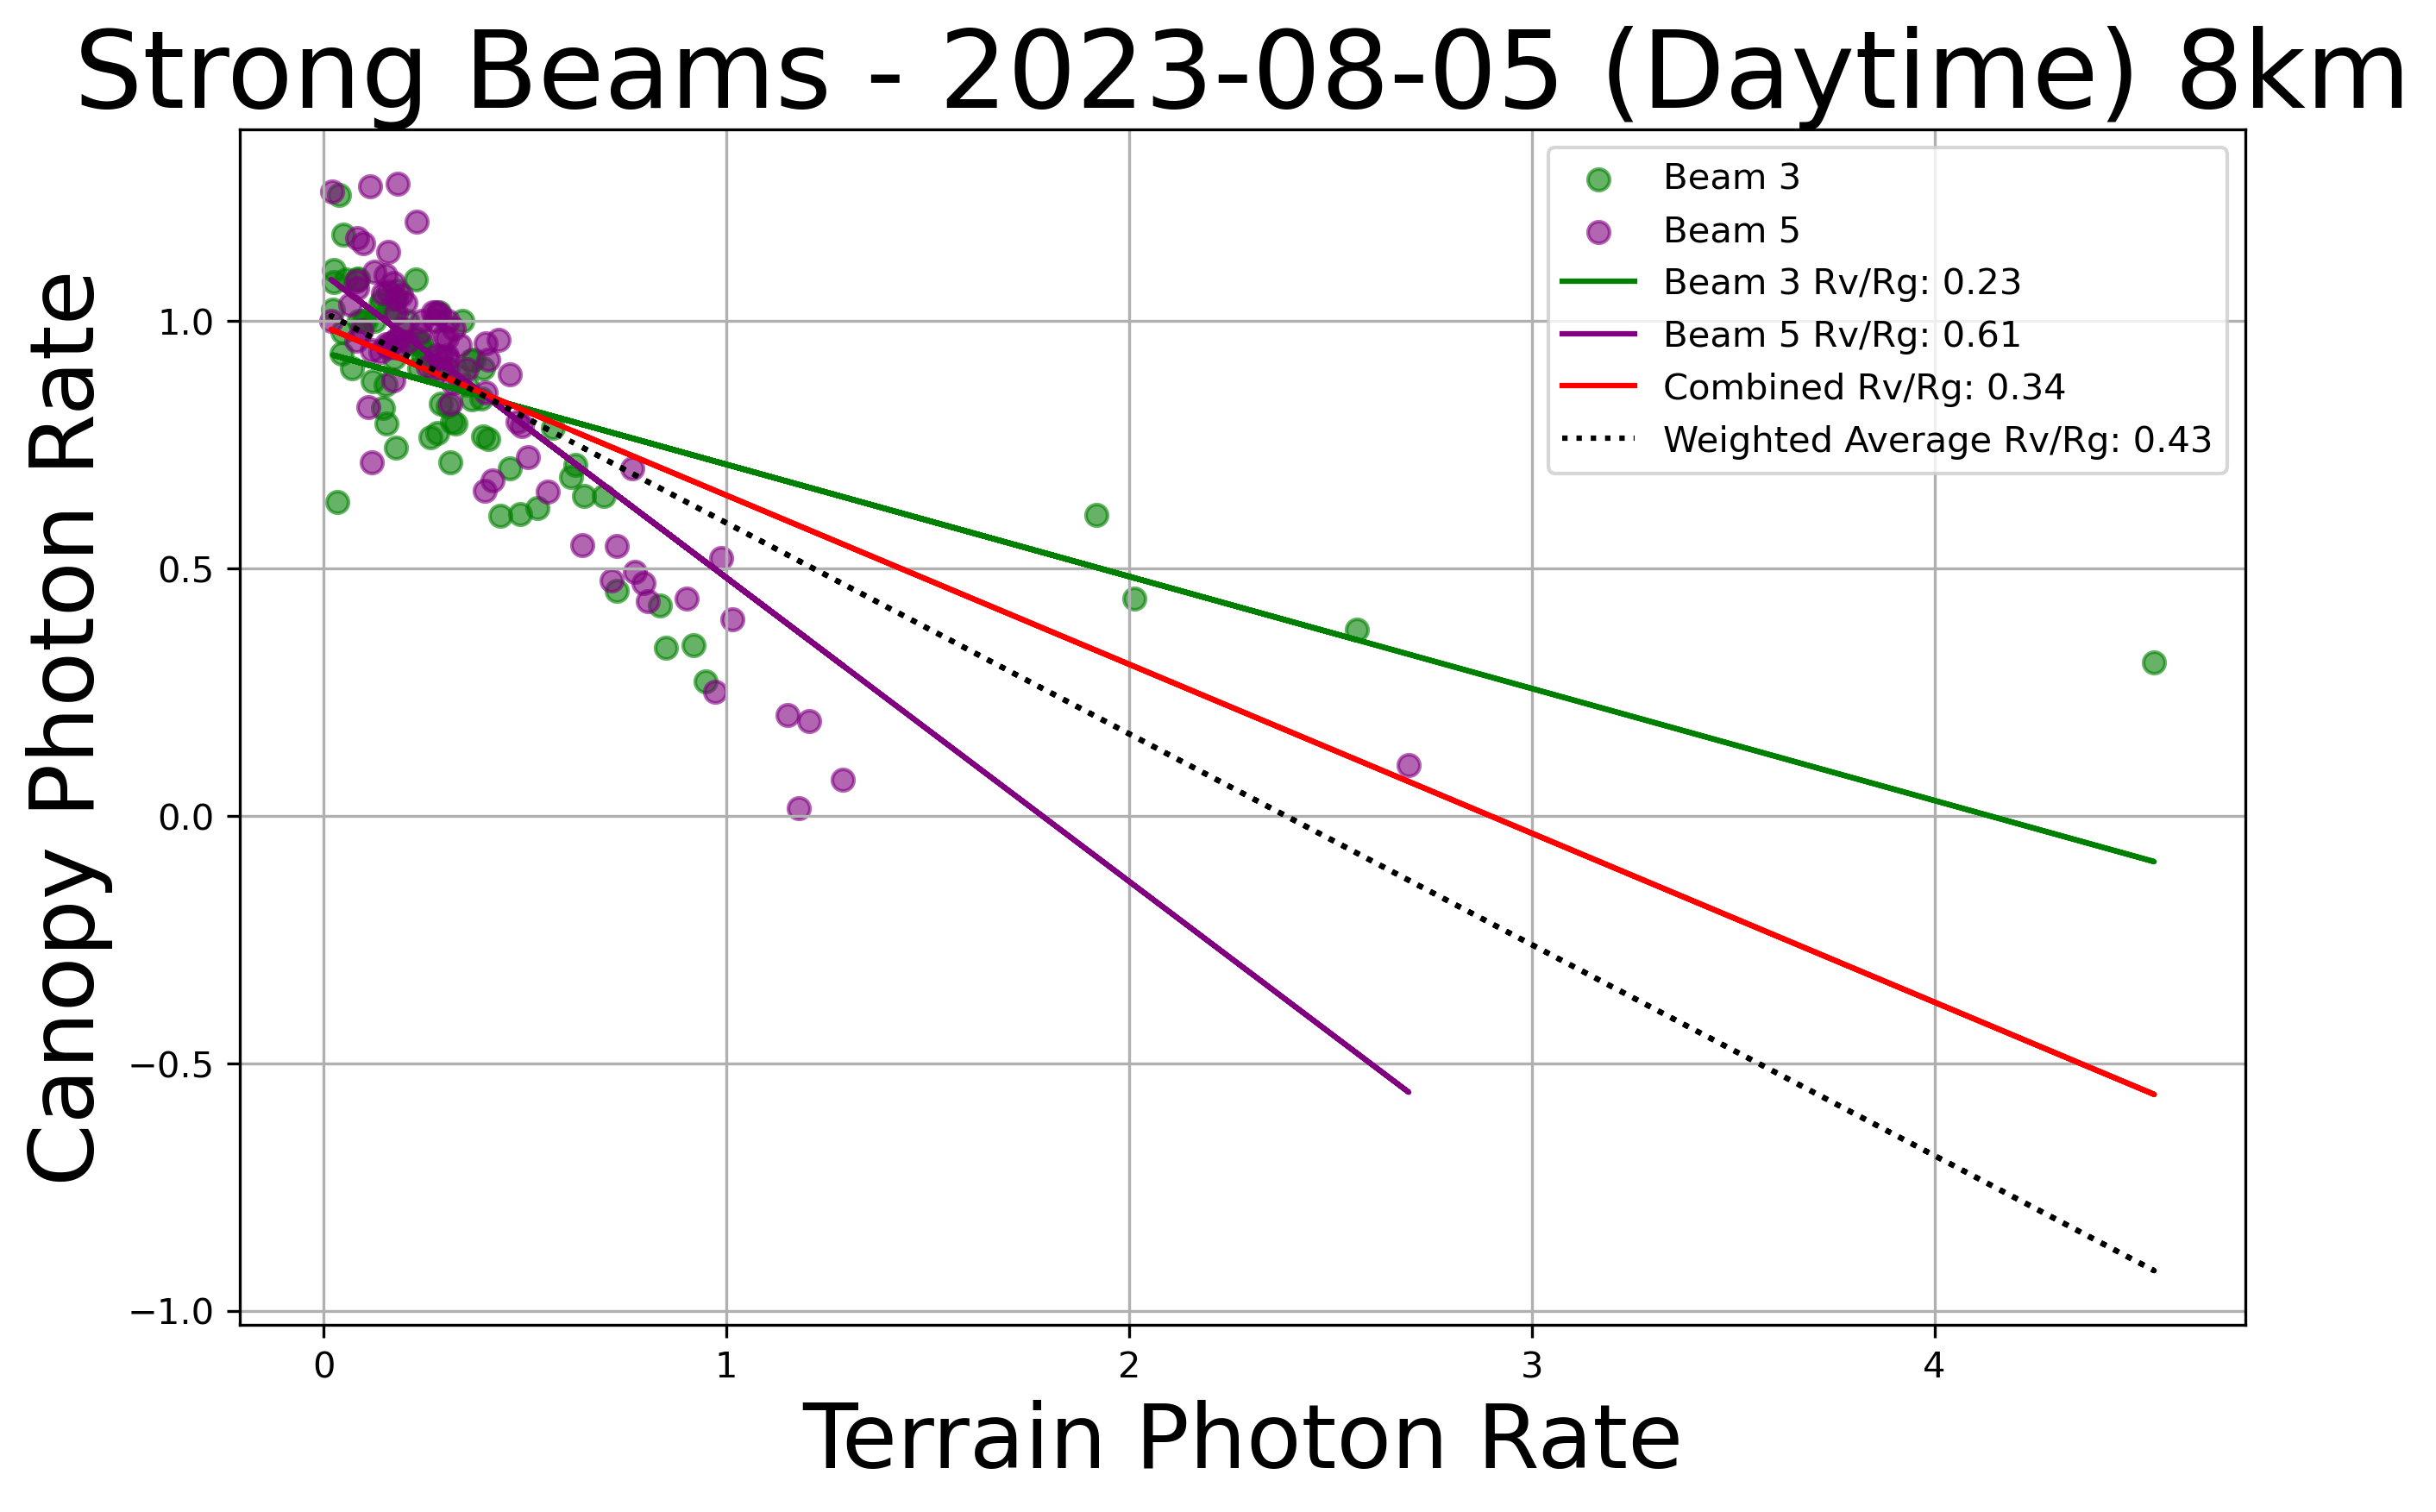 Strong Beams - 2023-08-05 (Daytime) 8km
Beam 3
Beam 5
Beam 3 Rv/Rg: 0.23
Beam 5 Rv/Rg: 0.61
Combined Rv/Rg: 0.34
Weighted Average Rv/Rg: 0.43
Canopy Photon Rate
1.0
0.5
0.0
−0.5
−1.0
0 1 2 3 4
Terrain Photon Rate